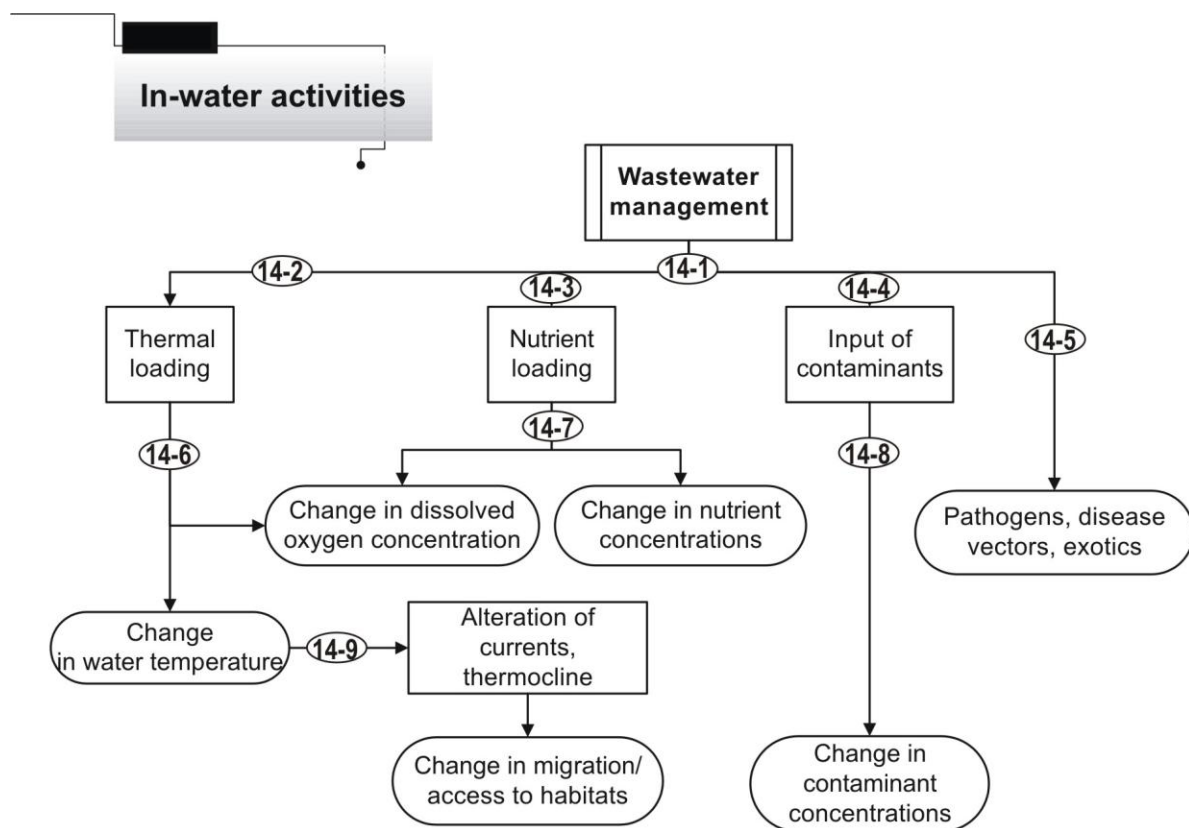 In-water activities
Wastewater
management
14-1
14-2
14-3
14-4
14-5
Thermal
loading
Nutrient
loading
Input of
contaminants
14-6
14-7
14-8
Change in dissolved
oxygen concentration
Change in nutrient
concentrations
Pathogens, disease
vectors, exotics
Change
in water temperature
14-9
Alteration of
currents,
thermocline
Change in migration/
access to habitats
Change in
contaminant
concentrations